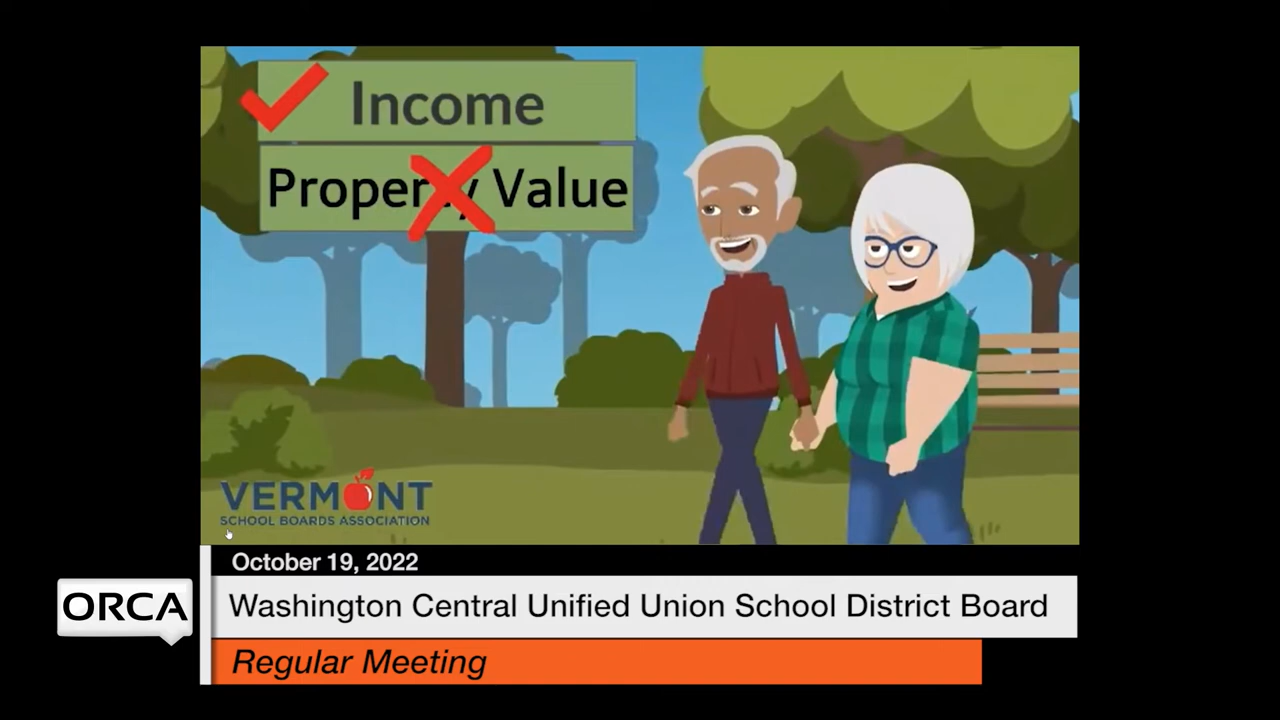 Income
Property Value
VERMONT
SCHOOL BOARDS ASSOCIATION
October 19, 2022
ORCA
Washington Central Unified Union School District Board
Regular Meeting